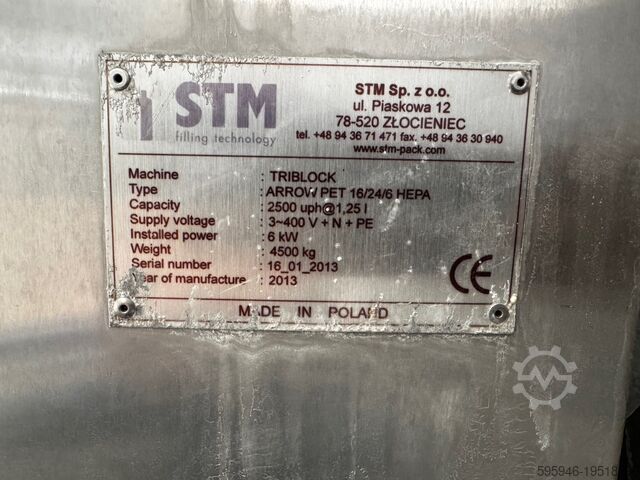 STM
filling technology
STM Sp. z o.o.
ul. Piaskowa 12
78-520 ZŁOCIENIEC
tel. +48 94 36 71 471 fax. +48 94 36 30 940
www.stm-pack.com
Machine : TRIBLOCK
Type : ARROW PET 16/24/6 HEPA
Capacity : 2500 uph@1,25 l
Supply voltage : 3~400 V + N + PE
Installed power : 6 kW
Weight : 4500 kg
Serial number : 16_01_2013
Year of manufacture : 2013
CE
MADE IN POLAND
595946-19518